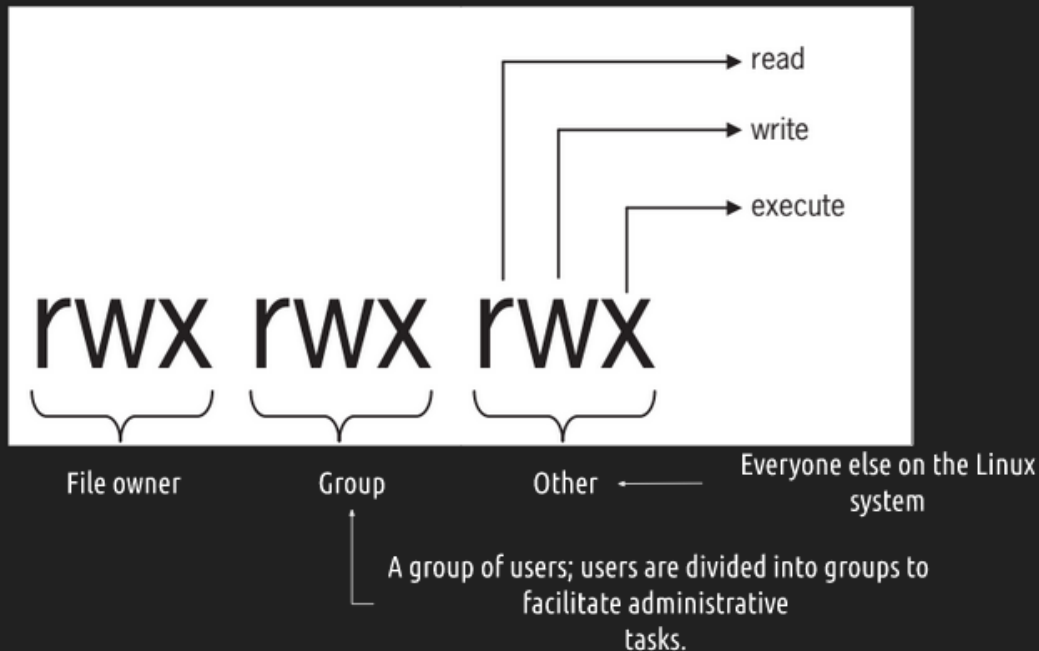 read
write
execute
rwx rwx rwx
File owner Group Other Everyone else on the Linux
system
A group of users; users are divided into groups to
facilitate administrative
tasks.